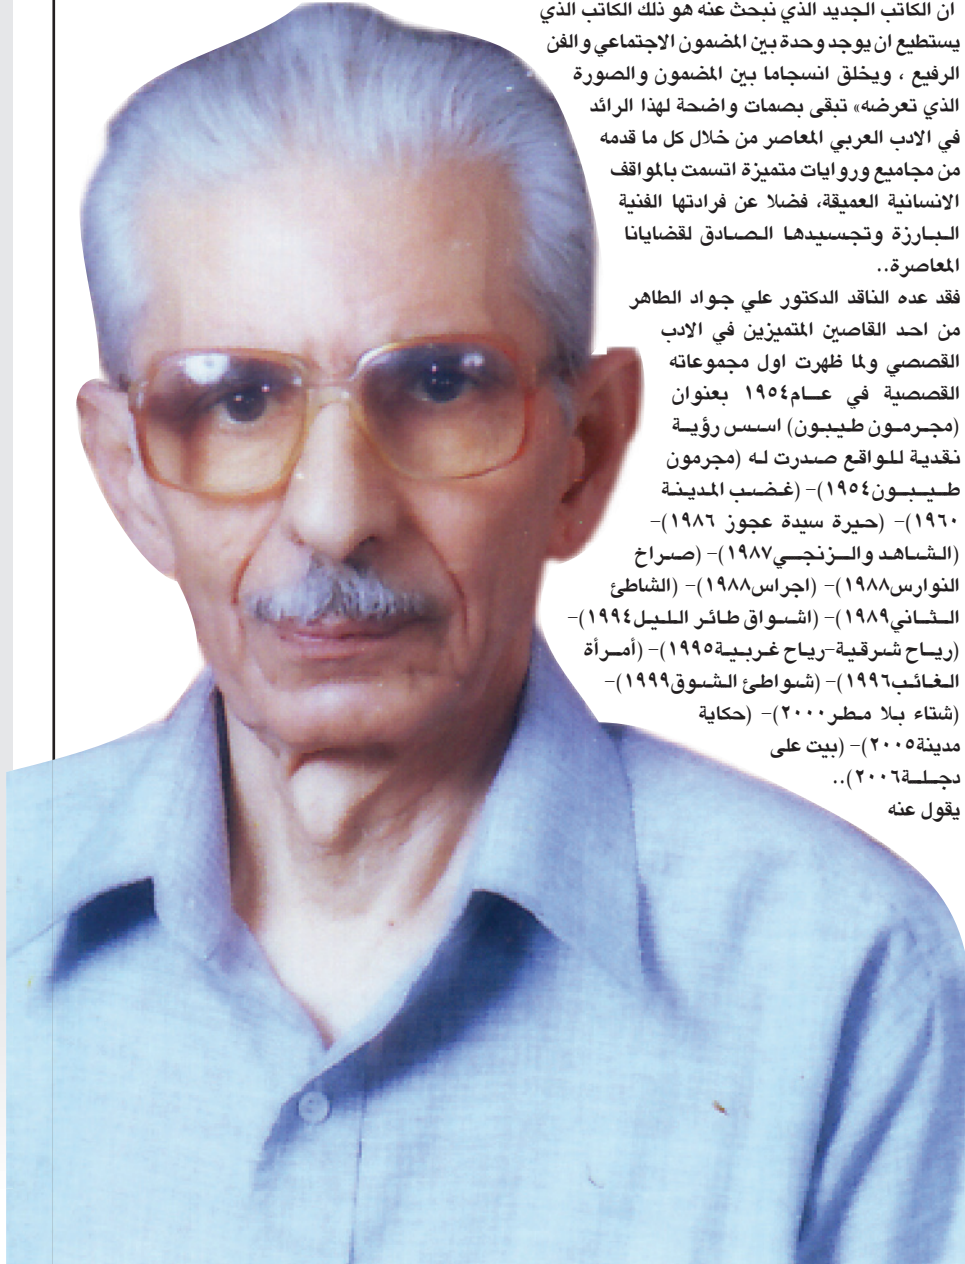 ان الكاتب الجديد الذي نبحث عنه هو ذلك الكاتب الذي
يستطيع ان يوجد وحدة بين المضمون الاجتماعي والفن
الرفيع ، ويخلق انسجاما بين المضمون والصورة
الذي تعرضه» تبقى بصمات واضحة لهذا الرائد
في الادب العربي المعاصر من خلال كل ما قدمه
من مجاميع وروايات متميزة اتسمت بالمواقف
الانسانية العميقة، فضلا عن فرادتها الفنية
البارزة وتجسيدها الصادق لقضايانا
المعاصرة..
فقد عده الناقد الدكتور علي جواد الطاهر
من احد القاصين المتميزين في الادب
القصصي ولما ظهرت اول مجموعاته
القصصية في عام١٩٥٤ بعنوان
(مجرمون طيبون) اسس رؤية
نقدية للواقع صدرت له (مجرمون
طيبون١٩٥٤)- (غضب المدينة
١٩٦٠)- (حيرة سيدة عجوز ١٩٨٦)-
(الشاهد والزنجي١٩٨٧)- (صراخ
النوارس١٩٨٨)- (اجراس١٩٨٨)- (الشاطئ
الثاني١٩٨٩)- (اشواق طائر الليل١٩٩٤)-
(رياح شرقية-رياح غربية١٩٩٥)- (أمرأة
الغائب١٩٩٦)- (شواطئ الشوق١٩٩٩)-
(شتاء بلا مطر٢٠٠٠)- (حكاية
مدينة٢٠٠٥)- (بيت على
دجلة٢٠٠٦)..
يقول عنه